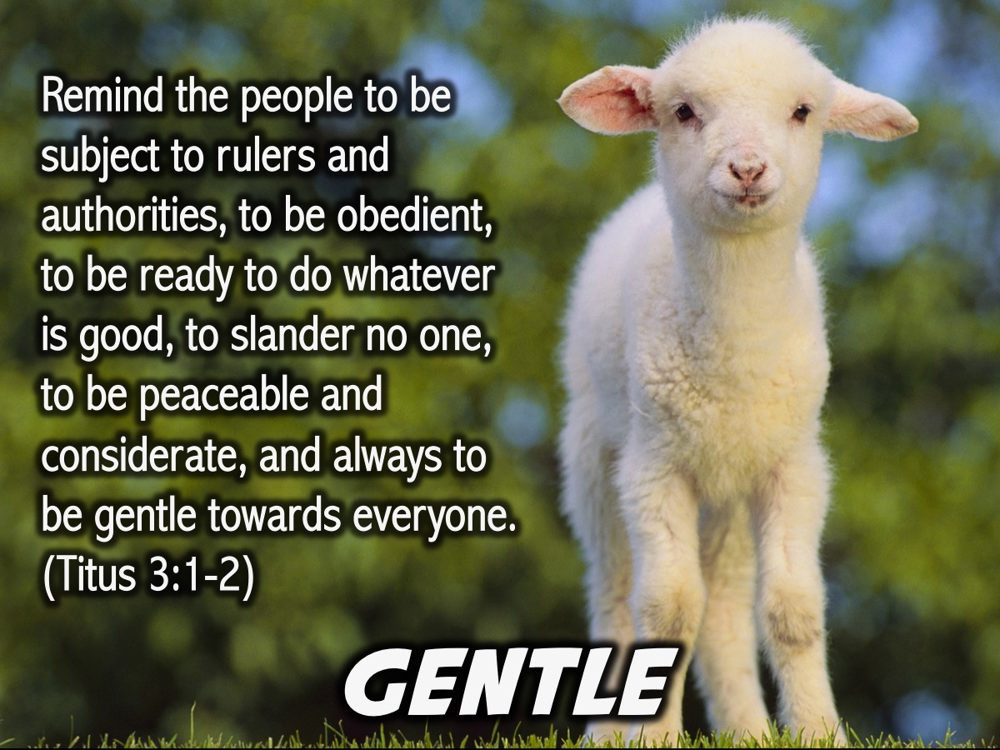 Remind the people to be
subject to rulers and
authorities, to be obedient,
to be ready to do whatever
is good, to slander no one,
to be peaceable and
considerate, and always to
be gentle towards everyone.
(Titus 3:1-2)
GENTLE